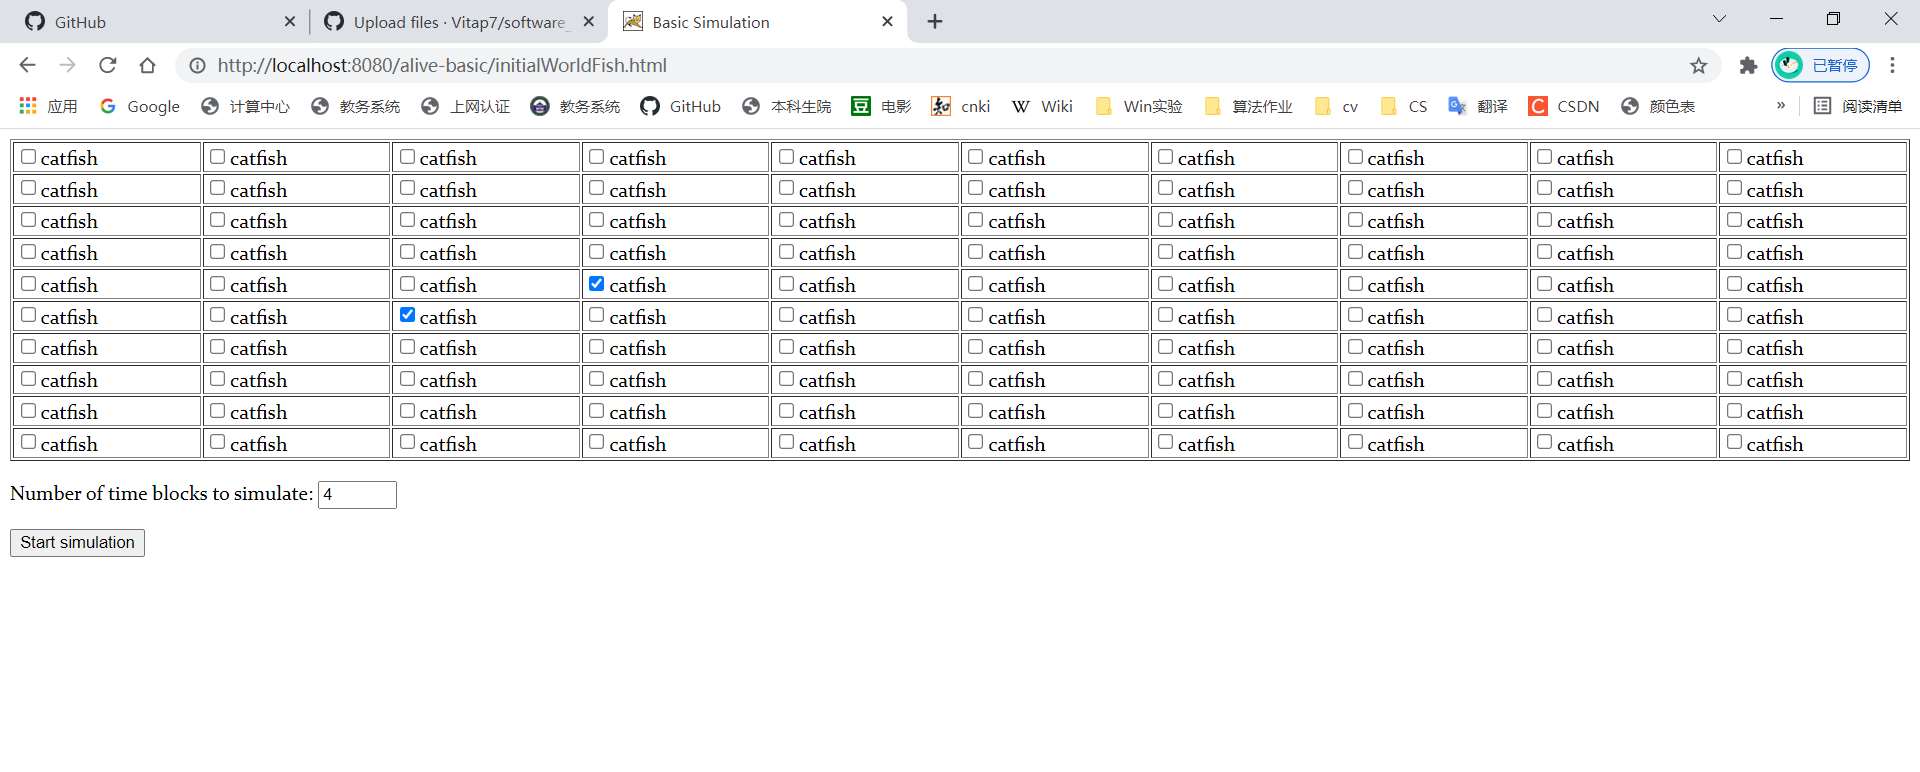 GitHub
Upload files · Vitap7/software_
Basic Simulation
http://localhost:8080/alive-basic/initialWorldFish.html
已暂停
应用 Google 计算中心 教务系统 上网认证 教务系统 GitHub 本科生院 豆 电影 知 cnki W Wiki Win实验 算法作业 cv CS 翻译 C CSDN 颜色表 » 阅读清单
catfish catfish catfish catfish catfish catfish catfish catfish catfish catfish
catfish catfish catfish catfish catfish catfish catfish catfish catfish catfish
catfish catfish catfish catfish catfish catfish catfish catfish catfish catfish
catfish catfish catfish catfish catfish catfish catfish catfish catfish catfish
catfish catfish catfish catfish catfish catfish catfish catfish catfish catfish
catfish catfish catfish catfish catfish catfish catfish catfish catfish catfish
catfish catfish catfish catfish catfish catfish catfish catfish catfish catfish
catfish catfish catfish catfish catfish catfish catfish catfish catfish catfish
catfish catfish catfish catfish catfish catfish catfish catfish catfish catfish
catfish catfish catfish catfish catfish catfish catfish catfish catfish catfish
Number of time blocks to simulate: 4
Start simulation